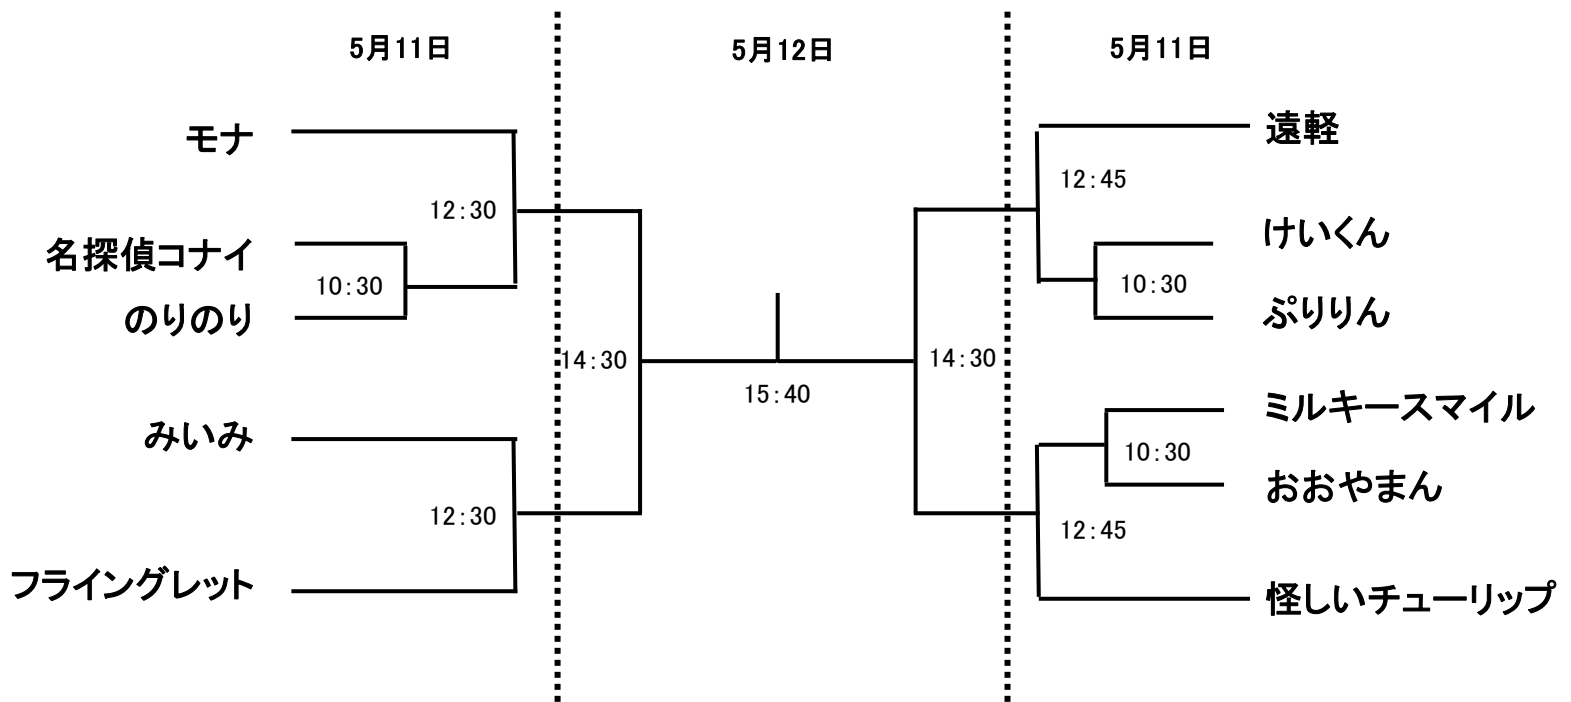 5月11日
5月12日
5月11日
モナ
12:30
名探偵コナイ
10:30
のりのり
みいみ
12:30
フライングレット
14:30
15:40
14:30
遠軽
12:45
けいくん
10:30
ぷりりん
ミルキースマイル
10:30
おおやまん
12:45
怪しいチューリップ